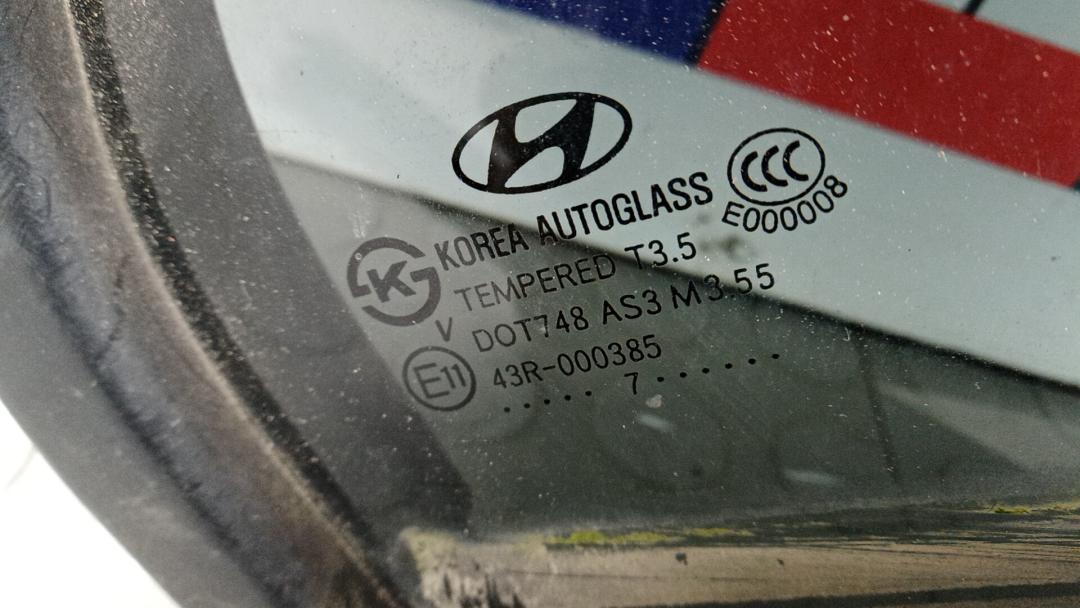 CCC
E000008
KOREA AUTOGLASS
K
TEMPERED T3.5
V
DOT748 AS3 M3.55
E11
43R-000385
.....7......